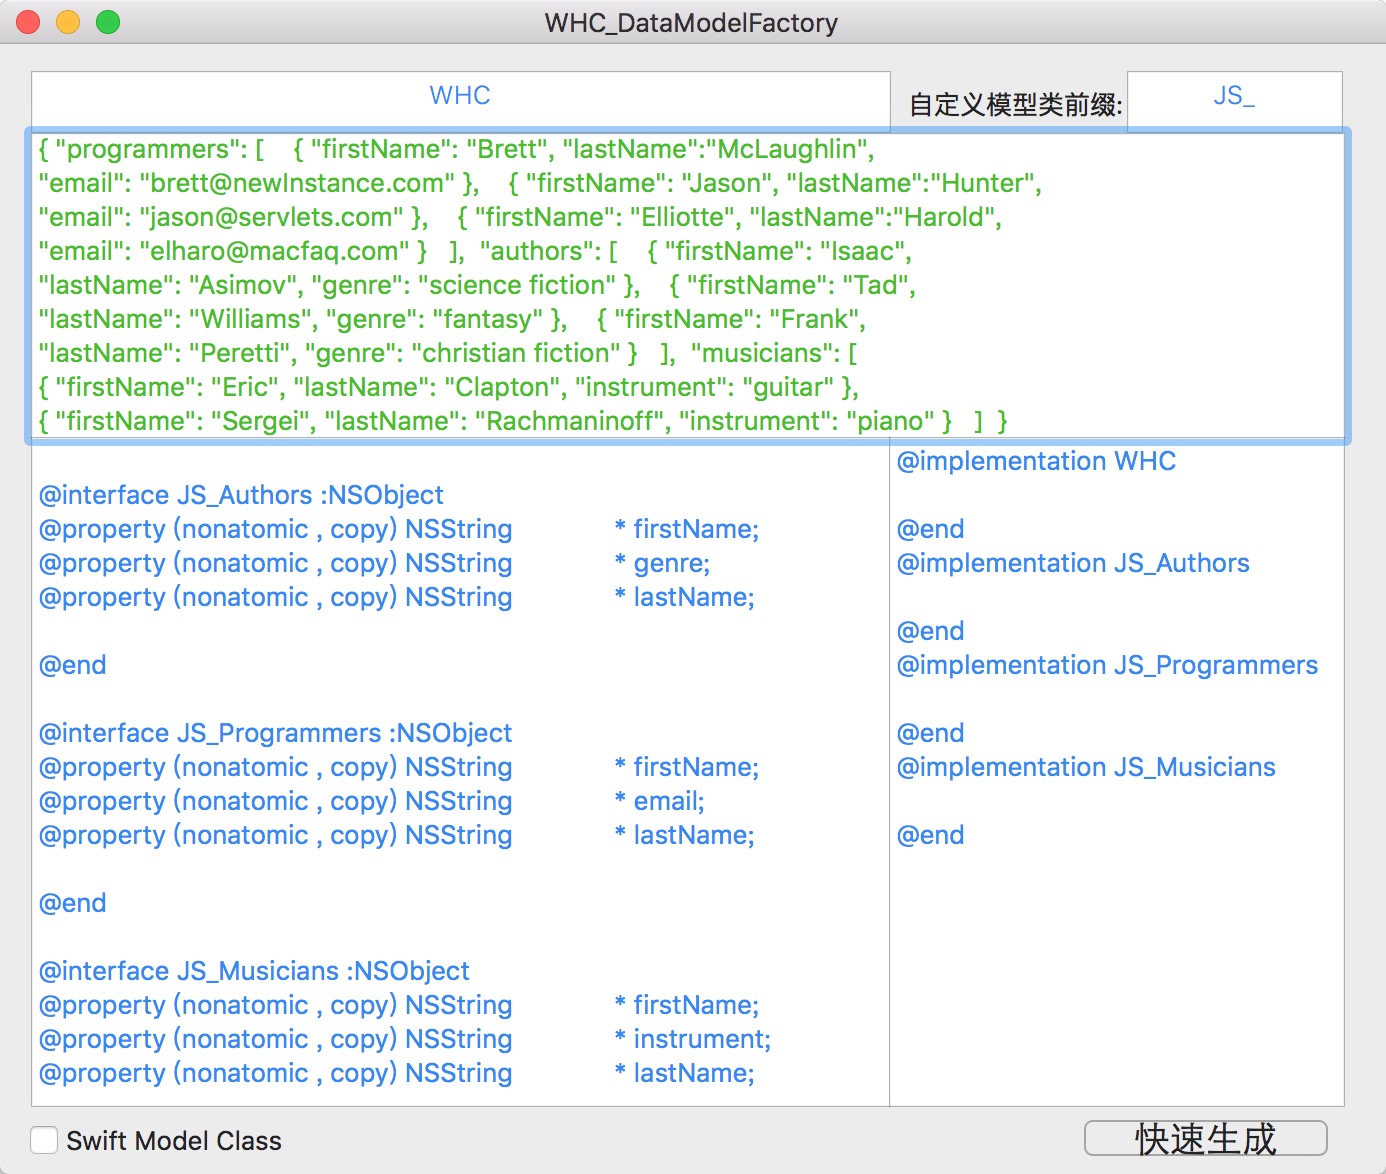 WHC_DataModelFactory
WHC
自定义模型类前缀:
JS_
{ "programmers": [    { "firstName": "Brett", "lastName":"McLaughlin",
"email": "brett@newInstance.com" },    { "firstName": "Jason", "lastName":"Hunter",
"email": "jason@servlets.com" },    { "firstName": "Elliotte", "lastName":"Harold",
"email": "elharo@macfaq.com" }   ],  "authors": [    { "firstName": "Isaac",
"lastName": "Asimov", "genre": "science fiction" },    { "firstName": "Tad",
"lastName": "Williams", "genre": "fantasy" },    { "firstName": "Frank",
"lastName": "Peretti", "genre": "christian fiction" }   ],  "musicians": [
{ "firstName": "Eric", "lastName": "Clapton", "instrument": "guitar" },
{ "firstName": "Sergei", "lastName": "Rachmaninoff", "instrument": "piano" }   ]  }
@interface JS_Authors :NSObject
@property (nonatomic , copy) NSString              * firstName;
@property (nonatomic , copy) NSString              * genre;
@property (nonatomic , copy) NSString              * lastName;
@end
@interface JS_Programmers :NSObject
@property (nonatomic , copy) NSString              * firstName;
@property (nonatomic , copy) NSString              * email;
@property (nonatomic , copy) NSString              * lastName;
@end
@interface JS_Musicians :NSObject
@property (nonatomic , copy) NSString              * firstName;
@property (nonatomic , copy) NSString              * instrument;
@property (nonatomic , copy) NSString              * lastName;
@implementation WHC
@end
@implementation JS_Authors
@end
@implementation JS_Programmers
@end
@implementation JS_Musicians
@end
Swift Model Class
快速生成